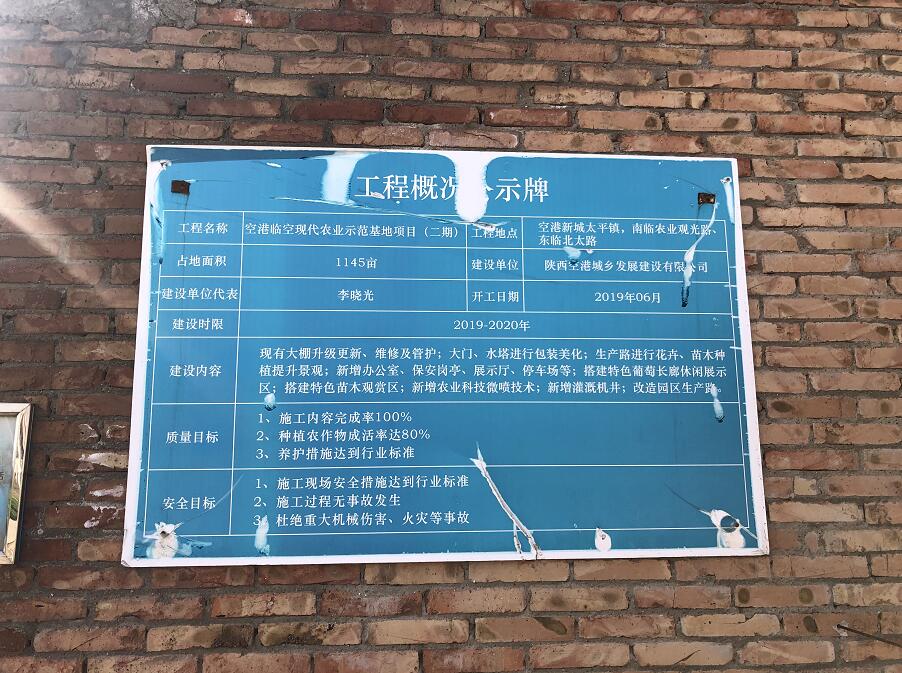 工程概况公示牌
工程名称 空港临空现代农业示范基地项目（二期） 工程地点 空港新城太平镇，南临农业观光路、
东临北太路
占地面积 1145亩 建设单位 陕西空港城乡发展建设有限公司
建设单位代表 李晓光 开工日期 2019年06月
建设时限 2019-2020年
建设内容
现有大棚升级更新、维修及管护；大门、水塔进行包装美化；生产路进行花卉、苗木种
植提升景观；新增办公室、保安岗亭、展示厅、停车场等；搭建特色葡萄长廊休闲展示
区；搭建特色苗木观赏区；新增农业科技微喷技术；新增灌溉机井；改造园区生产路。
质量目标
1、施工内容完成率100%
2、种植农作物成活率达80%
3、养护措施达到行业标准
安全目标
1、施工现场安全措施达到行业标准
2、施工过程无事故发生
3、杜绝重大机械伤害、火灾等事故